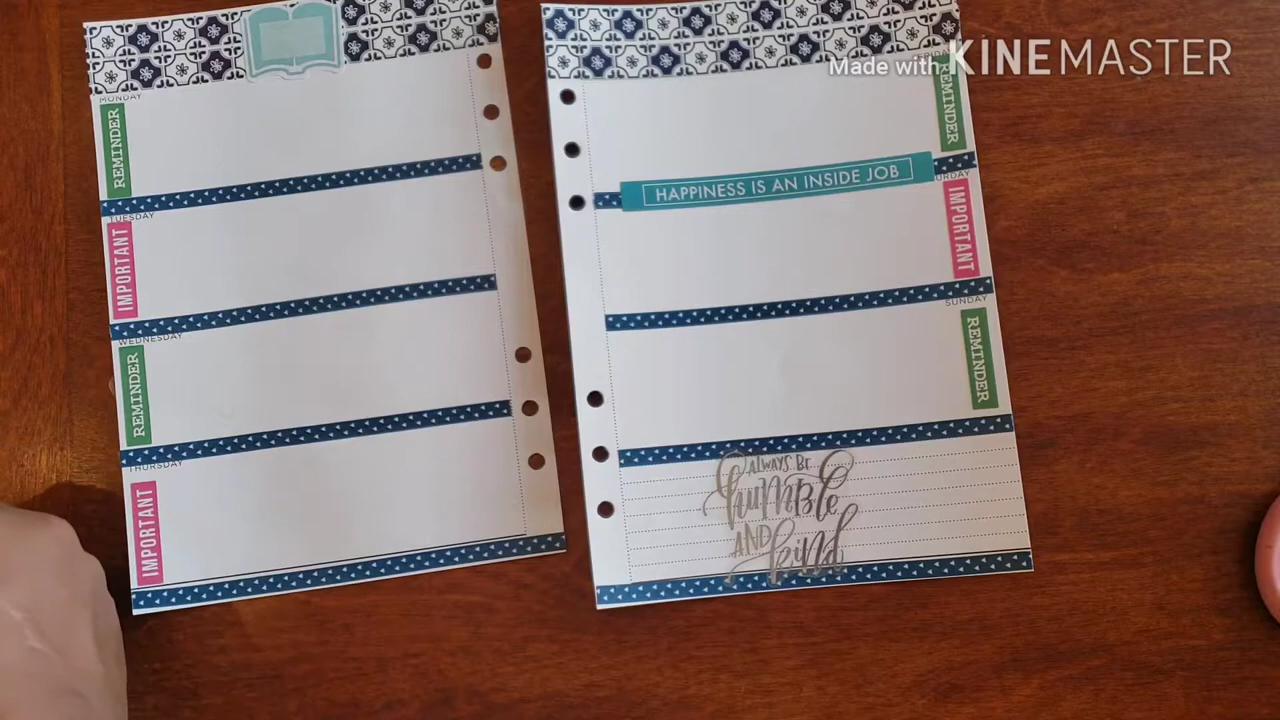 Made with KINEMASTER
MONDAY
REMINDER
TUESDAY
IMPORTANT
WEDNESDAY
REMINDER
THURSDAY
IMPORTANT
REMINDER
HAPPINESS IS AN INSIDE JOB
URDAY
IMPORTANT
SUNDAY
REMINDER
ALWAYS BE
humble
AND kind